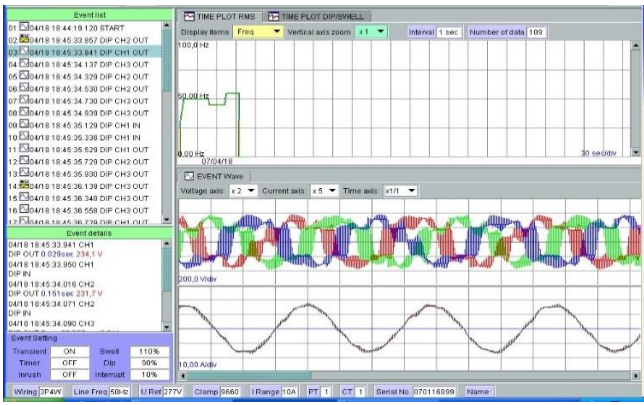 Event list
01 04/18 18:44:19.120 START
02 04/18 18:45:33.857 DIP CH2 OUT
03 04/18 18:45:33.941 DIP CH1 OUT
04 04/18 18:45:34.137 DIP CH3 OUT
05 04/18 18:45:34.329 DIP CH2 OUT
06 04/18 18:45:34.530 DIP CH2 OUT
07 04/18 18:45:34.730 DIP CH3 OUT
08 04/18 18:45:34.939 DIP CH3 OUT
09 04/18 18:45:35.129 DIP CH1 IN
10 04/18 18:45:35.338 DIP CH1 IN
11 04/18 18:45:35.529 DIP CH1 OUT
12 04/18 18:45:35.729 DIP CH2 OUT
13 04/18 18:45:35.930 DIP CH3 OUT
14 04/18 18:45:36.139 DIP CH3 OUT
15 04/18 18:45:36.348 DIP CH3 OUT
16 04/18 18:45:36.558 DIP CH3 OUT
17 04/18 18:45:36.729 DIP CH1 OUT
Event details
04/18 18:45:33.941 CH1
DIP OUT 0.029sec 234,1 V
04/18 18:45:33.950 CH1
DIP IN
04/18 18:45:34.016 CH2
DIP OUT 0.151sec 231,7 V
04/18 18:45:34.071 CH2
DIP IN
04/18 18:45:34.090 CH3
Event Setting
Transient ON Swell 110%
Timer OFF Dip 90%
Inrush OFF Interrupt 10%
TIME PLOT RMS TIME PLOT DIP/SWELL
Display Items Freq Vertical axis zoom x 1 Interval 1 sec Number of data 109
100,0 Hz
50,00 Hz
0,00 Hz
07/04/18
30 sec/div
EVENT Wave
Voltage axis x 2 Current axis x 5 Time axis x1/1
200,0 V/div
10,00 A/div
Wiring 3P4W Line Freq 50Hz U Ref 277V Clamp 9660 I Range 10A PT 1 CT 1 Serial No. 070116899 Name